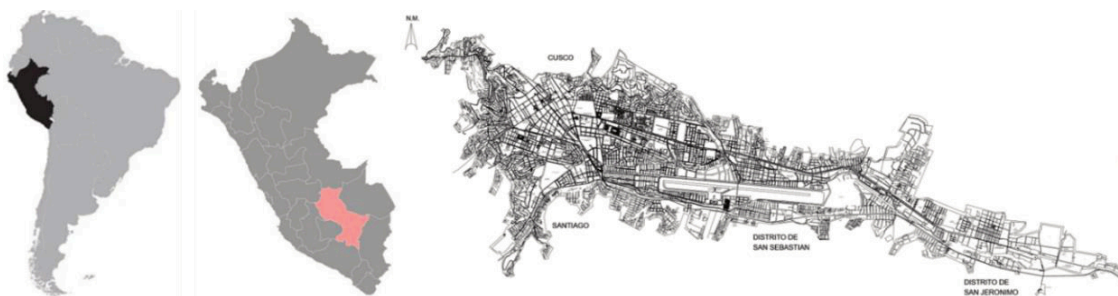 N.M.
CUSCO
SANTIAGO
DISTRITO DE
SAN SEBASTIAN
DISTRITO DE
SAN JERONIMO